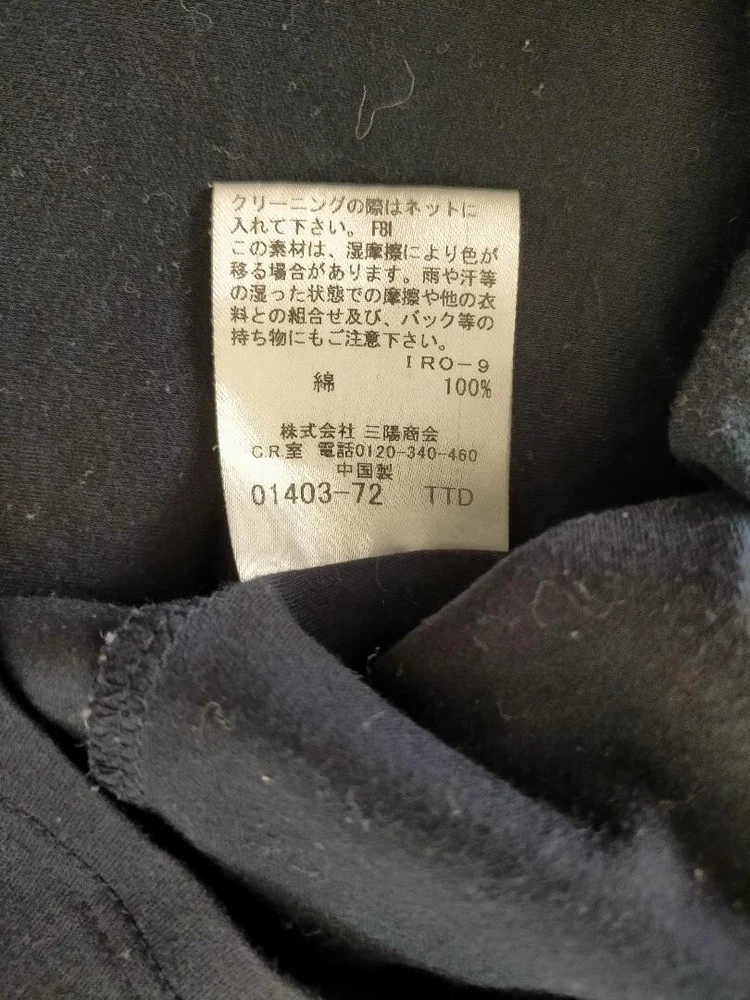 クリーニングの際はネットに
入れて下さい。 F81
この素材は、湿摩擦により色が
移る場合があります。雨や汗等
の湿った状態での摩擦や他の衣
料との組合せ及び、バック等の
持ち物にもご注意下さい。
IRO-9
綿 100%
株式会社 三陽商会
C.R.室 電話0120-340-460
中国製
01403-72 TTD